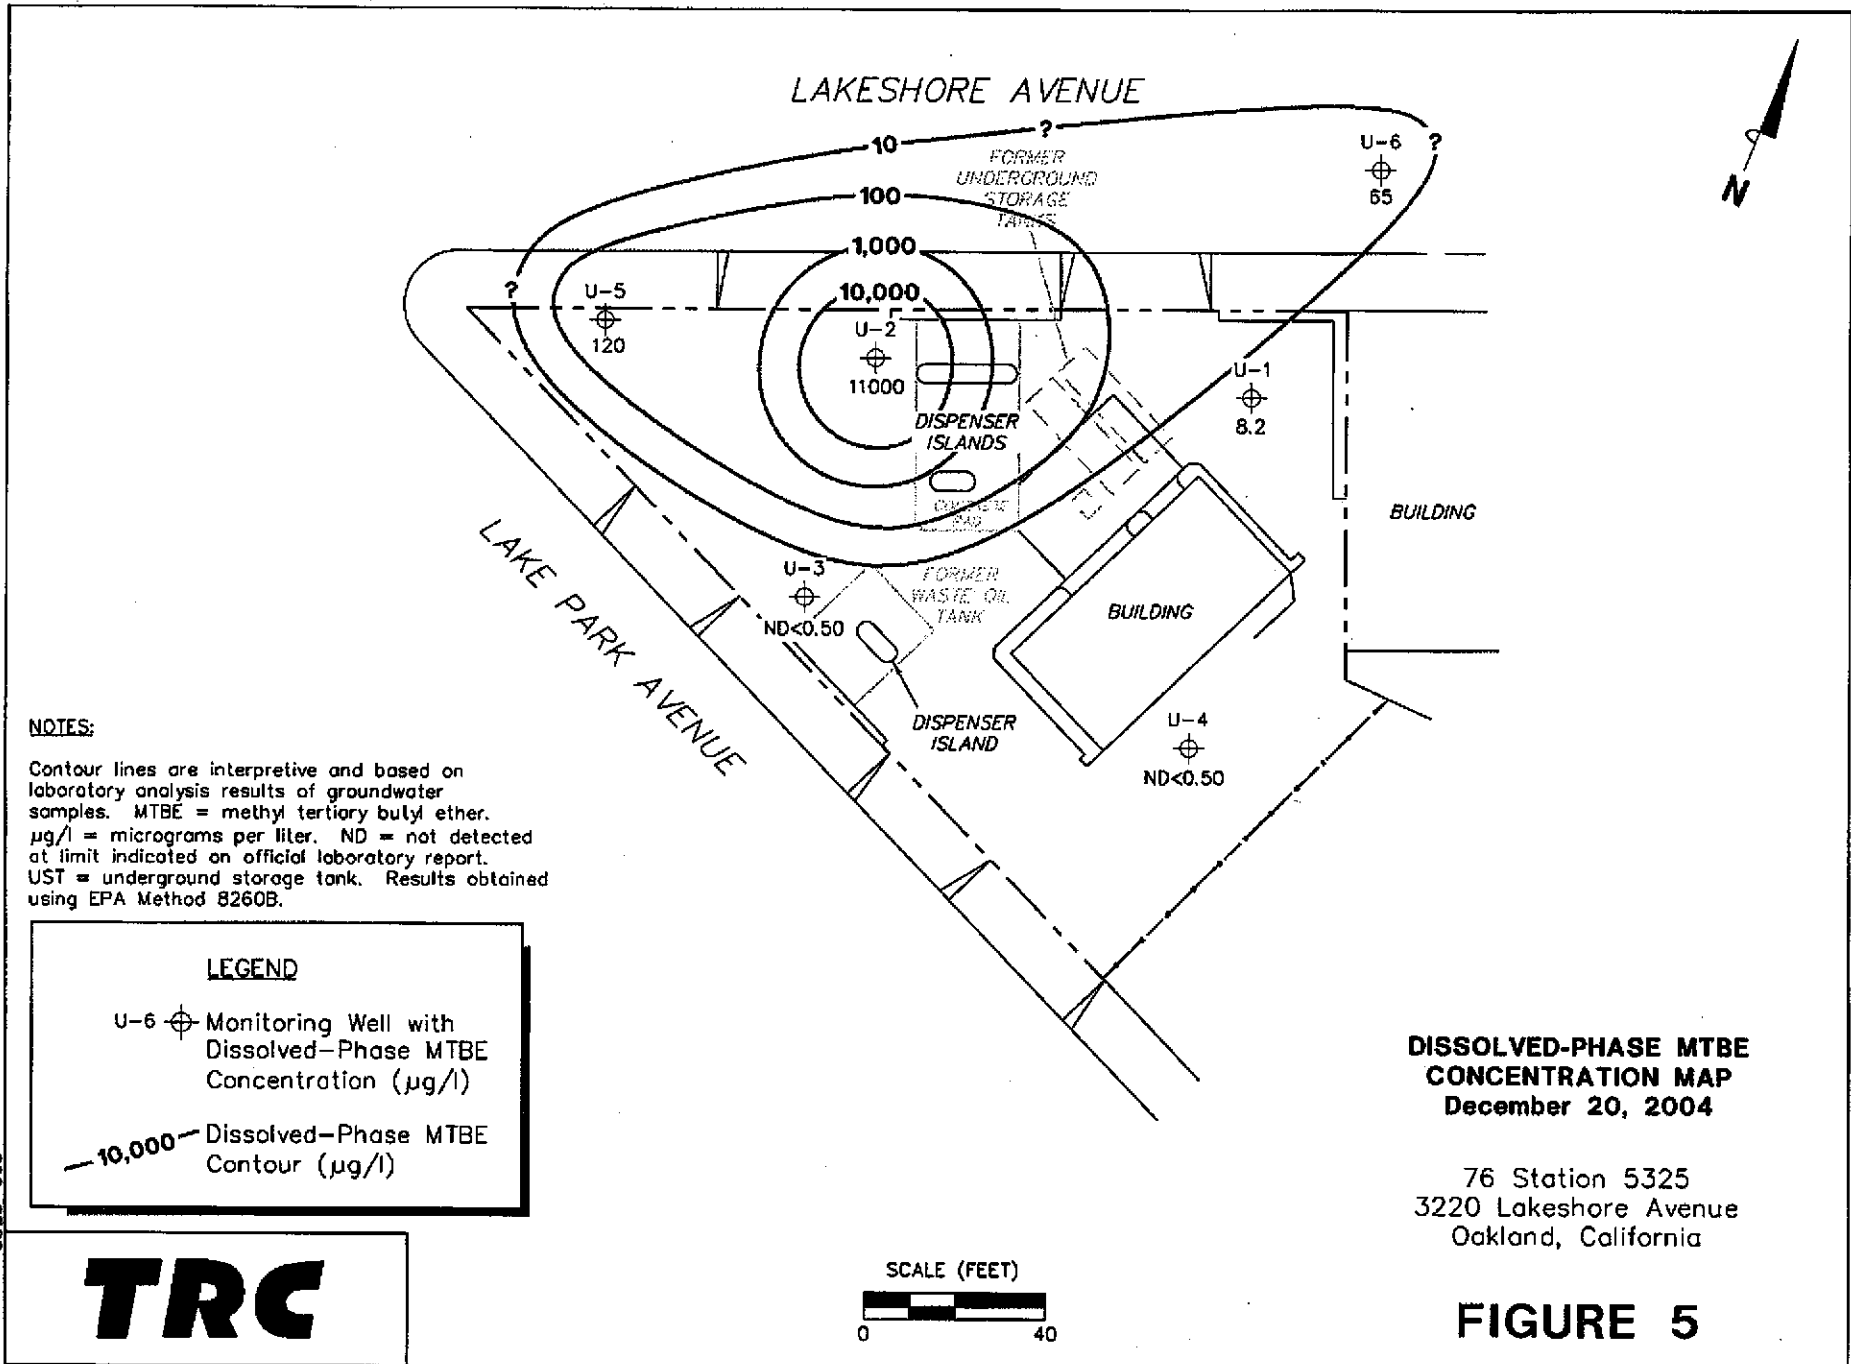 LAKESHORE AVENUE
10
?
?
FORMER
UNDERGROUND
STORAGE
TANKS
U-6
65
N
100
1,000
10,000
?
U-5
120
U-2
11000
DISPENSER
ISLANDS
U-1
8.2
CONCRETE
PAD
BUILDING
LAKE PARK AVENUE
U-3
ND<0.50
FORMER
WASTE OIL
TANK
BUILDING
DISPENSER
ISLAND
U-4
ND<0.50
NOTES:
Contour lines are interpretive and based on
laboratory analysis results of groundwater
samples. MTBE = methyl tertiary butyl ether.
µg/l = micrograms per liter. ND = not detected
at limit indicated on official laboratory report.
UST = underground storage tank. Results obtained
using EPA Method 8260B.
LEGEND
U-6 Monitoring Well with
Dissolved-Phase MTBE
Concentration (µg/l)
10,000 Dissolved-Phase MTBE
Contour (µg/l)
TRC
SCALE (FEET)
0 40
DISSOLVED-PHASE MTBE
CONCENTRATION MAP
December 20, 2004
76 Station 5325
3220 Lakeshore Avenue
Oakland, California
FIGURE 5